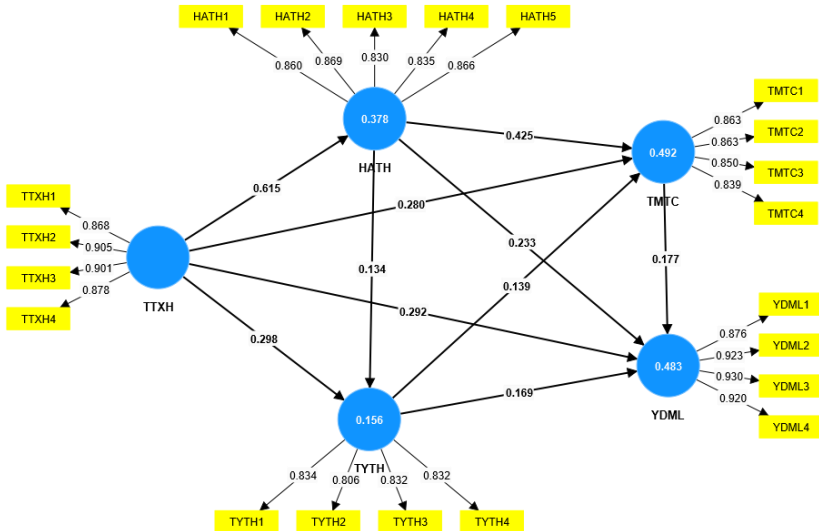 HATH1 HATH2 HATH3 HATH4 HATH5
0.860 0.869 0.830 0.835 0.866
0.378
HATH
TMTC1
TMTC2
TMTC3
TMTC4
0.863
0.863
0.850
0.839
0.492
TMTC
0.425
0.615
0.280
TTXH1
TTXH2
TTXH3
TTXH4
0.868
0.905
0.901
0.878
TTXH
0.233
0.134
0.139
0.177
0.292
0.298
0.169
YDML1
YDML2
YDML3
YDML4
0.876
0.923
0.930
0.920
0.483
YDML
0.156
TYTH
0.834 0.806 0.832 0.832
TYTH1 TYTH2 TYTH3 TYTH4